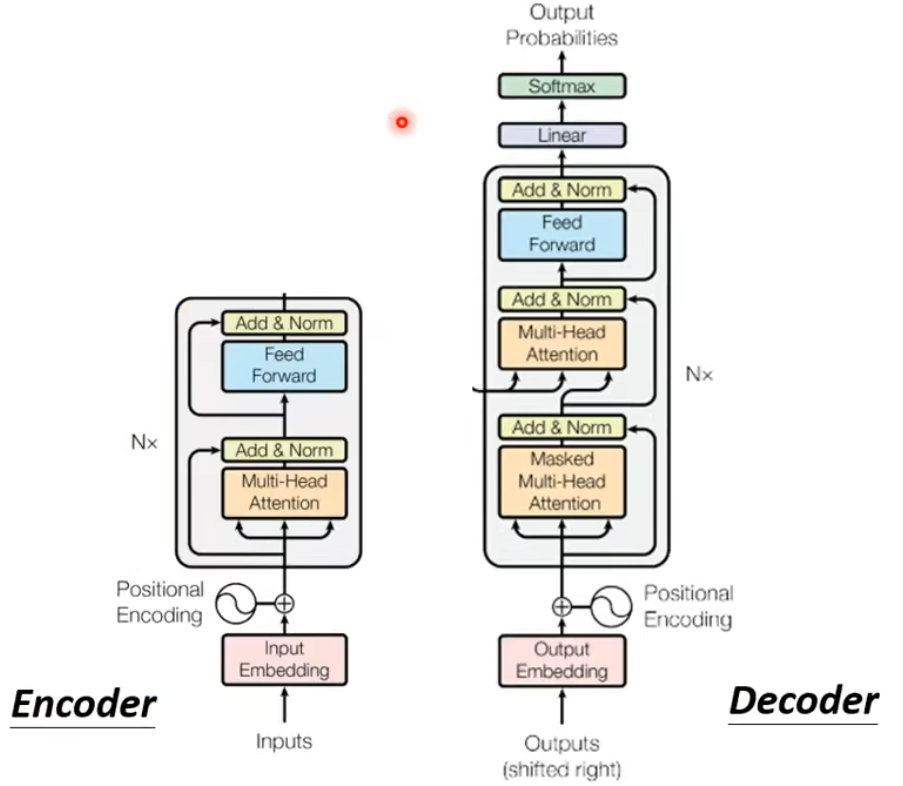 Output
Probabilities
Softmax
Linear
Add & Norm
Feed
Forward
Add & Norm
Multi-Head
Attention
Nx
Add & Norm
Masked
Multi-Head
Attention
Positional
Encoding
Output
Embedding
Outputs
(shifted right)
Decoder
Add & Norm
Feed
Forward
Nx
Add & Norm
Multi-Head
Attention
Positional
Encoding
Input
Embedding
Inputs
Encoder